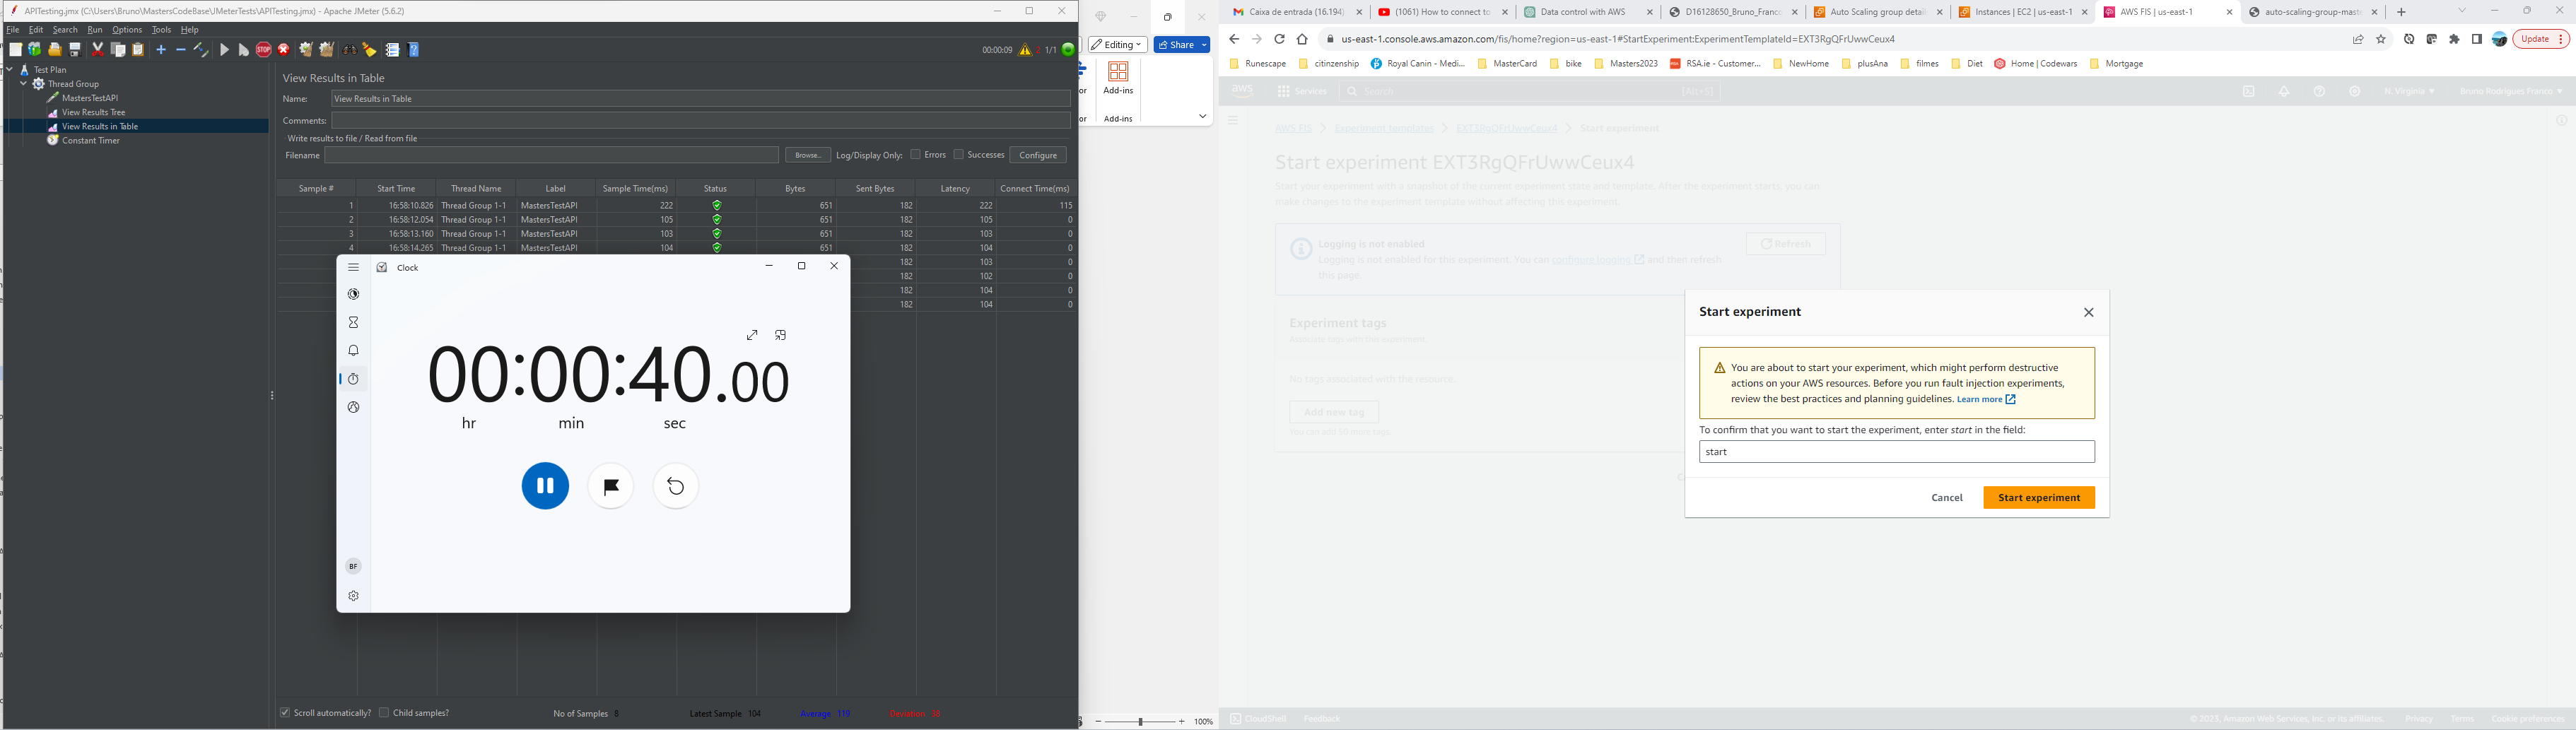 APITesting.jmx (C:\Users\Bruno\MastersCodeBase\JMeterTests\APITesting.jmx) - Apache JMeter (5.6.2)
File Edit Search Run Options Tools Help
00:00:09 2 1/1
Test Plan
Thread Group
MastersTestAPI
View Results Tree
View Results in Table
Constant Timer
View Results in Table
Name: View Results in Table
Comments:
Write results to file / Read from file
Filename Browse... Log/Display Only: Errors Successes Configure
Sample # Start Time Thread Name Label Sample Time(ms) Status Bytes Sent Bytes Latency Connect Time(ms)
1 16:58:10.826 Thread Group 1-1 MastersTestAPI 222 651 182 222 115
2 16:58:12.054 Thread Group 1-1 MastersTestAPI 105 651 182 105 0
3 16:58:13.160 Thread Group 1-1 MastersTestAPI 103 651 182 103 0
4 16:58:14.265 Thread Group 1-1 MastersTestAPI 104 651 182 104 0
182 103 0
182 102 0
182 104 0
182 104 0
Clock
00:00:40.00
hr min sec
BF
Scroll automatically? Child samples? No of Samples 8 Latest Sample 104 Average 119 Deviation 38
Editing Share
Add-ins
Add-ins
100%
Caixa de entrada (16.194)
(1061) How to connect to
Data control with AWS
D16128650_Bruno_Franco
Auto Scaling group detail
Instances | EC2 | us-east-1
AWS FIS | us-east-1
auto-scaling-group-mast
us-east-1.console.aws.amazon.com/fis/home?region=us-east-1#StartExperiment:ExperimentTemplateId=EXT3RgQFrUwwCeux4
Update
Runescape citinzenship Royal Canin - Medi... MasterCard bike Masters2023 RSA.ie - Customer... NewHome plusAna filmes Diet Home | Codewars Mortgage
aws Services Search [Alt+S] N. Virginia Bruno Rodrigues Franco
AWS FIS Experiment templates EXT3RgQFrUwwCeux4 Start experiment
Start experiment EXT3RgQFrUwwCeux4
Start your experiment with a snapshot of the current experiment state and template. After the experiment starts, you can
make changes to the experiment template without affecting this experiment.
Logging is not enabled
Logging is not enabled for this experiment. You can configure logging and then refresh
this page.
Refresh
Experiment tags
Associate tags with this experiment.
No tags associated with the resource.
Add new tag
You can add 50 more tags.
Start experiment
You are about to start your experiment, which might perform destructive
actions on your AWS resources. Before you run fault injection experiments,
review the best practices and planning guidelines. Learn more
To confirm that you want to start the experiment, enter start in the field:
start
Cancel Start experiment
CloudShell Feedback © 2023, Amazon Web Services, Inc. or its affiliates. Privacy Terms Cookie preferences